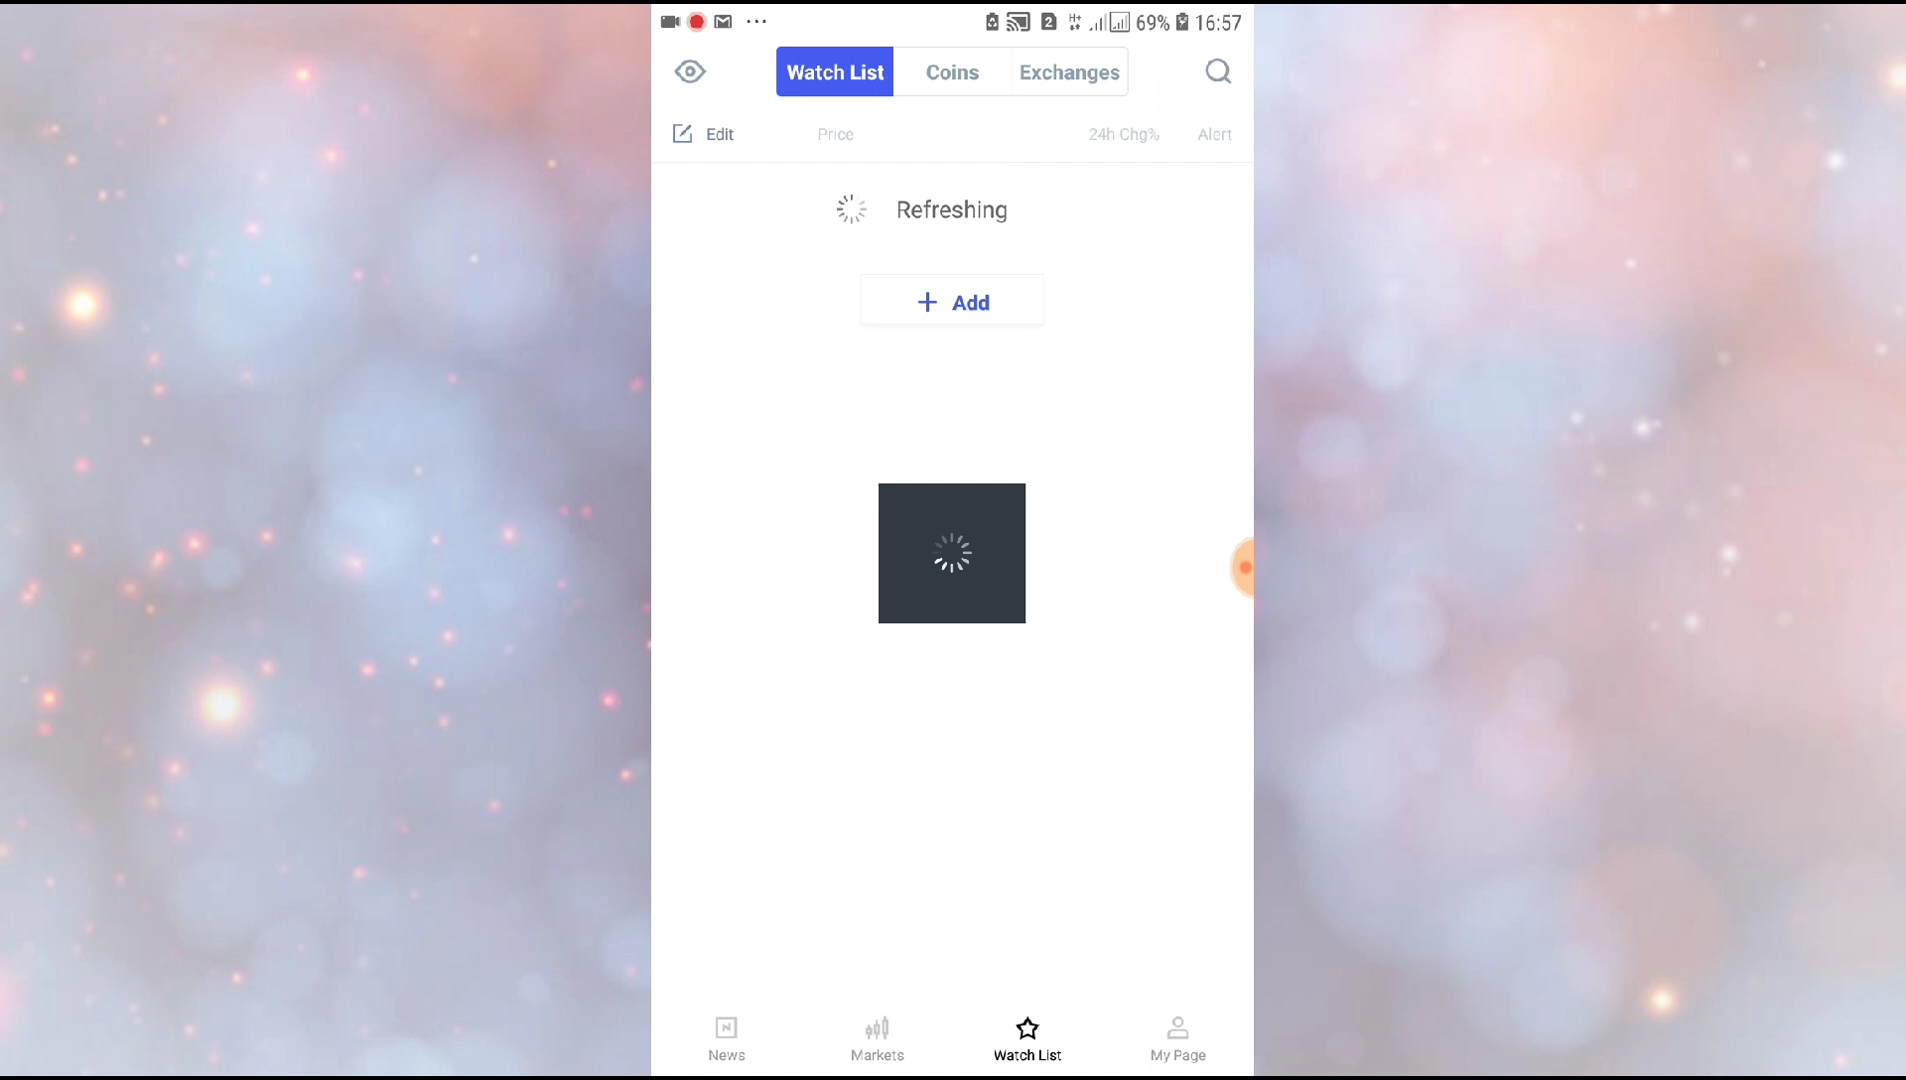 2 H+ 69% 16:57
Watch List Coins Exchanges
Edit Price 24h Chg% Alert
Refreshing
+ Add
N
News Markets Watch List My Page